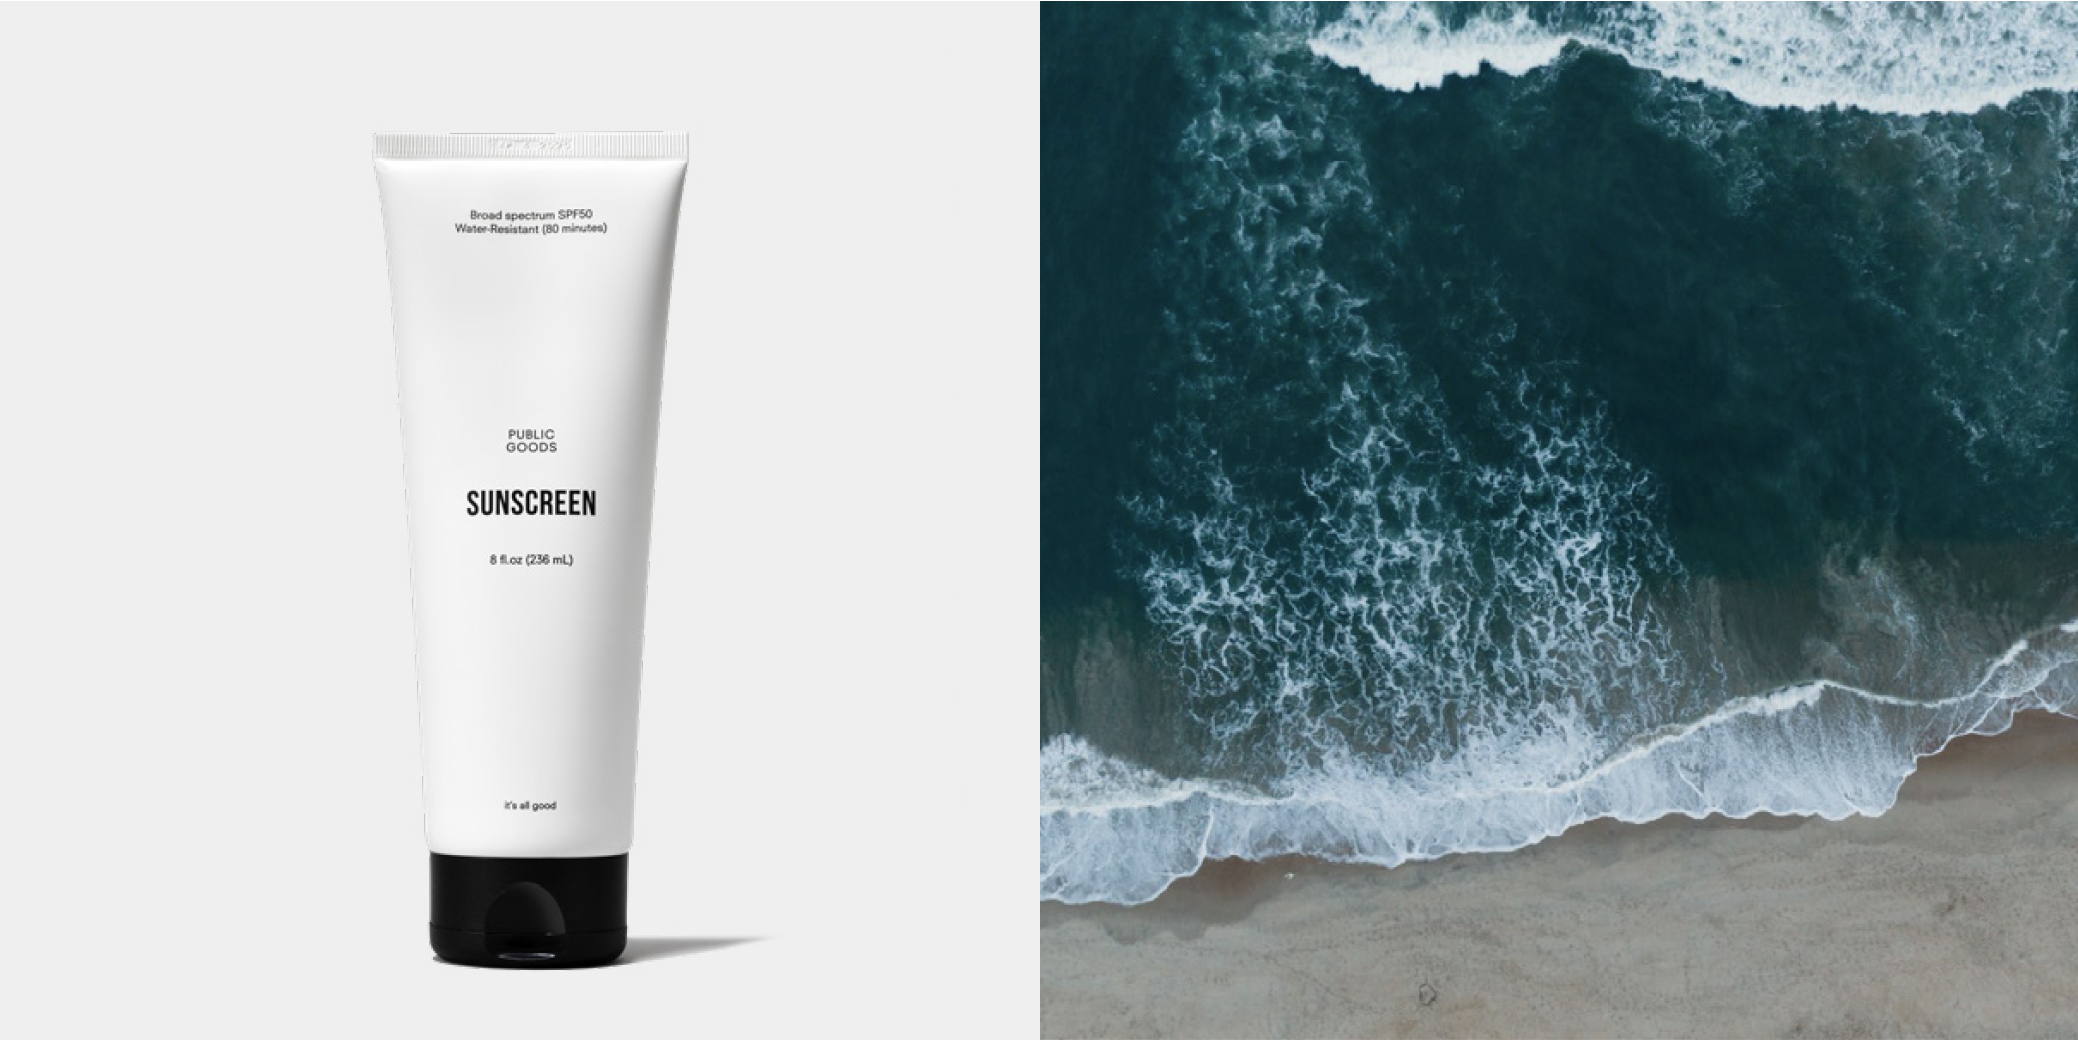 Broad spectrum SPF50
Water-Resistant (80 minutes)
PUBLIC
GOODS
SUNSCREEN
8 fl.oz (236 mL)
it's all good